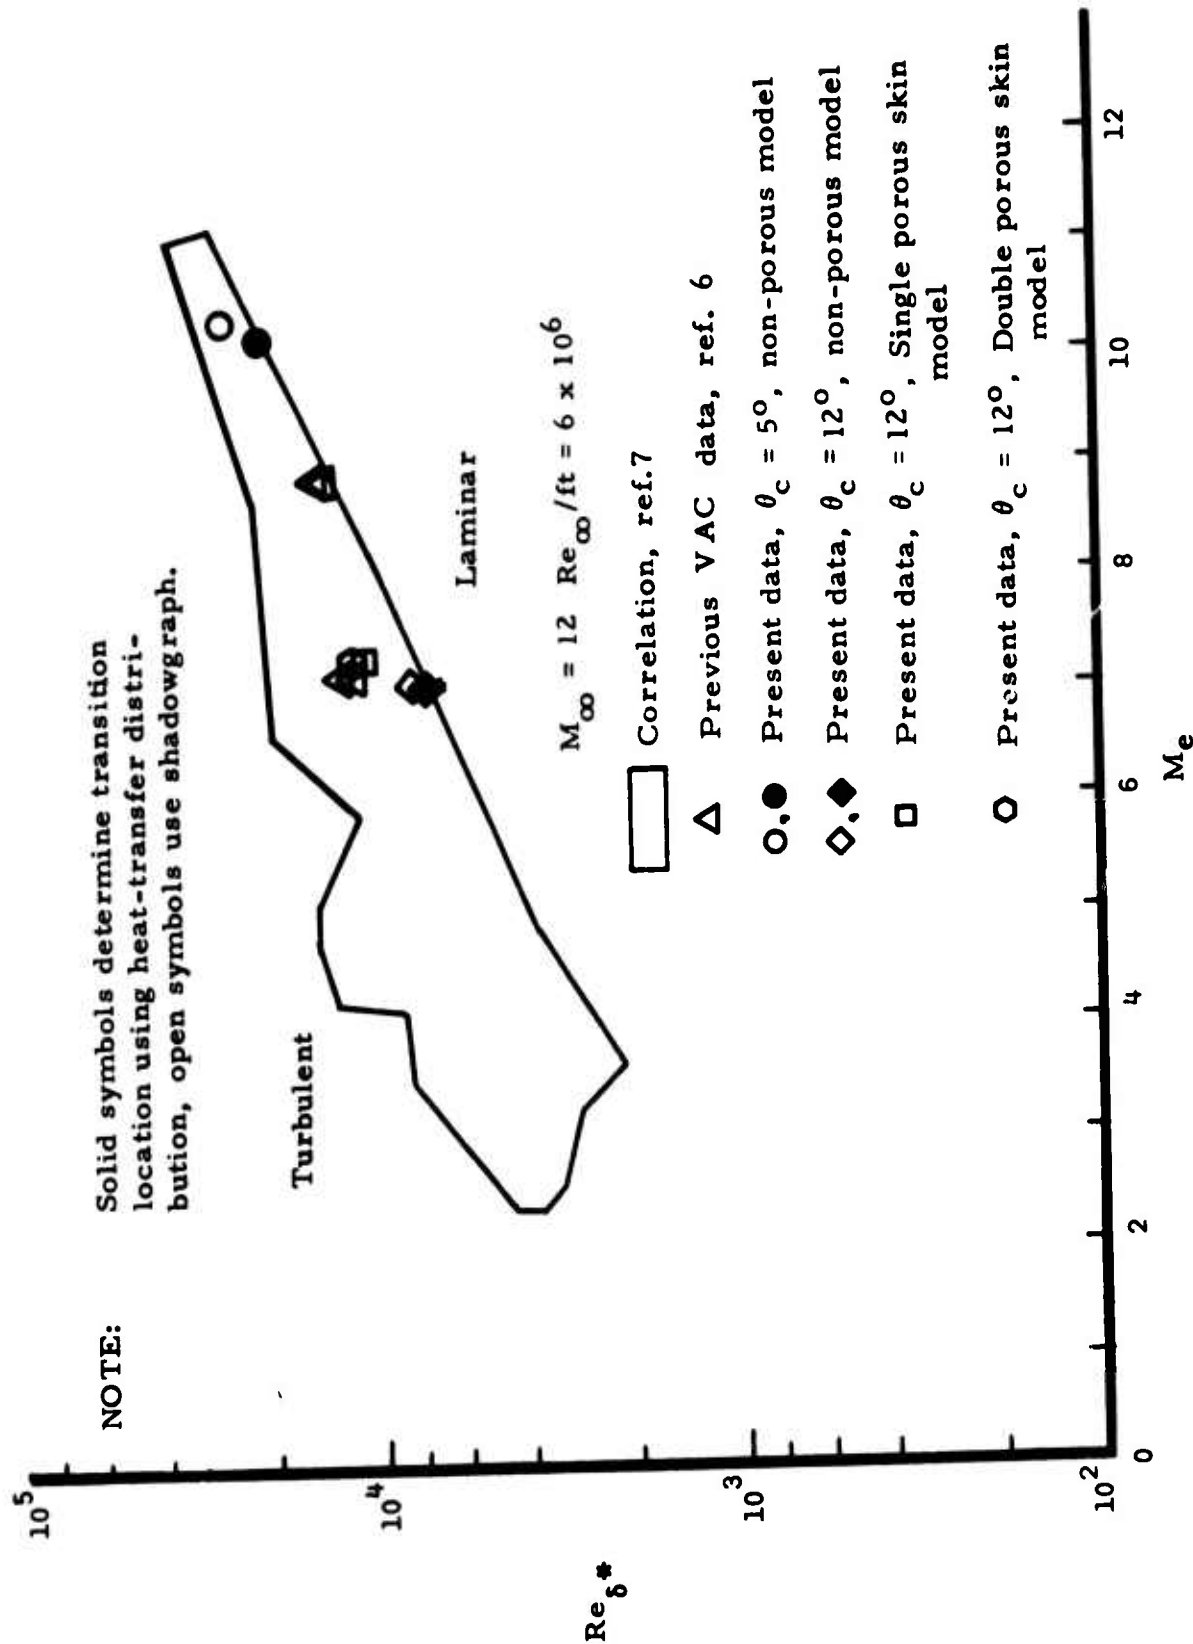 NOTE:
Solid symbols determine transition
location using heat-transfer distri-
bution, open symbols use shadowgraph.
Turbulent
Laminar
M∞ = 12 Re∞/ft = 6 x 10⁶
Correlation, ref.7
Previous VAC data, ref. 6
Present data, θc = 5°, non-porous model
Present data, θc = 12°, non-porous model
Present data, θc = 12°, Single porous skin
model
Present data, θc = 12°, Double porous skin
model
Reδ*
10⁵
10⁴
10³
10²
0
2
4
6
8
10
12
Me